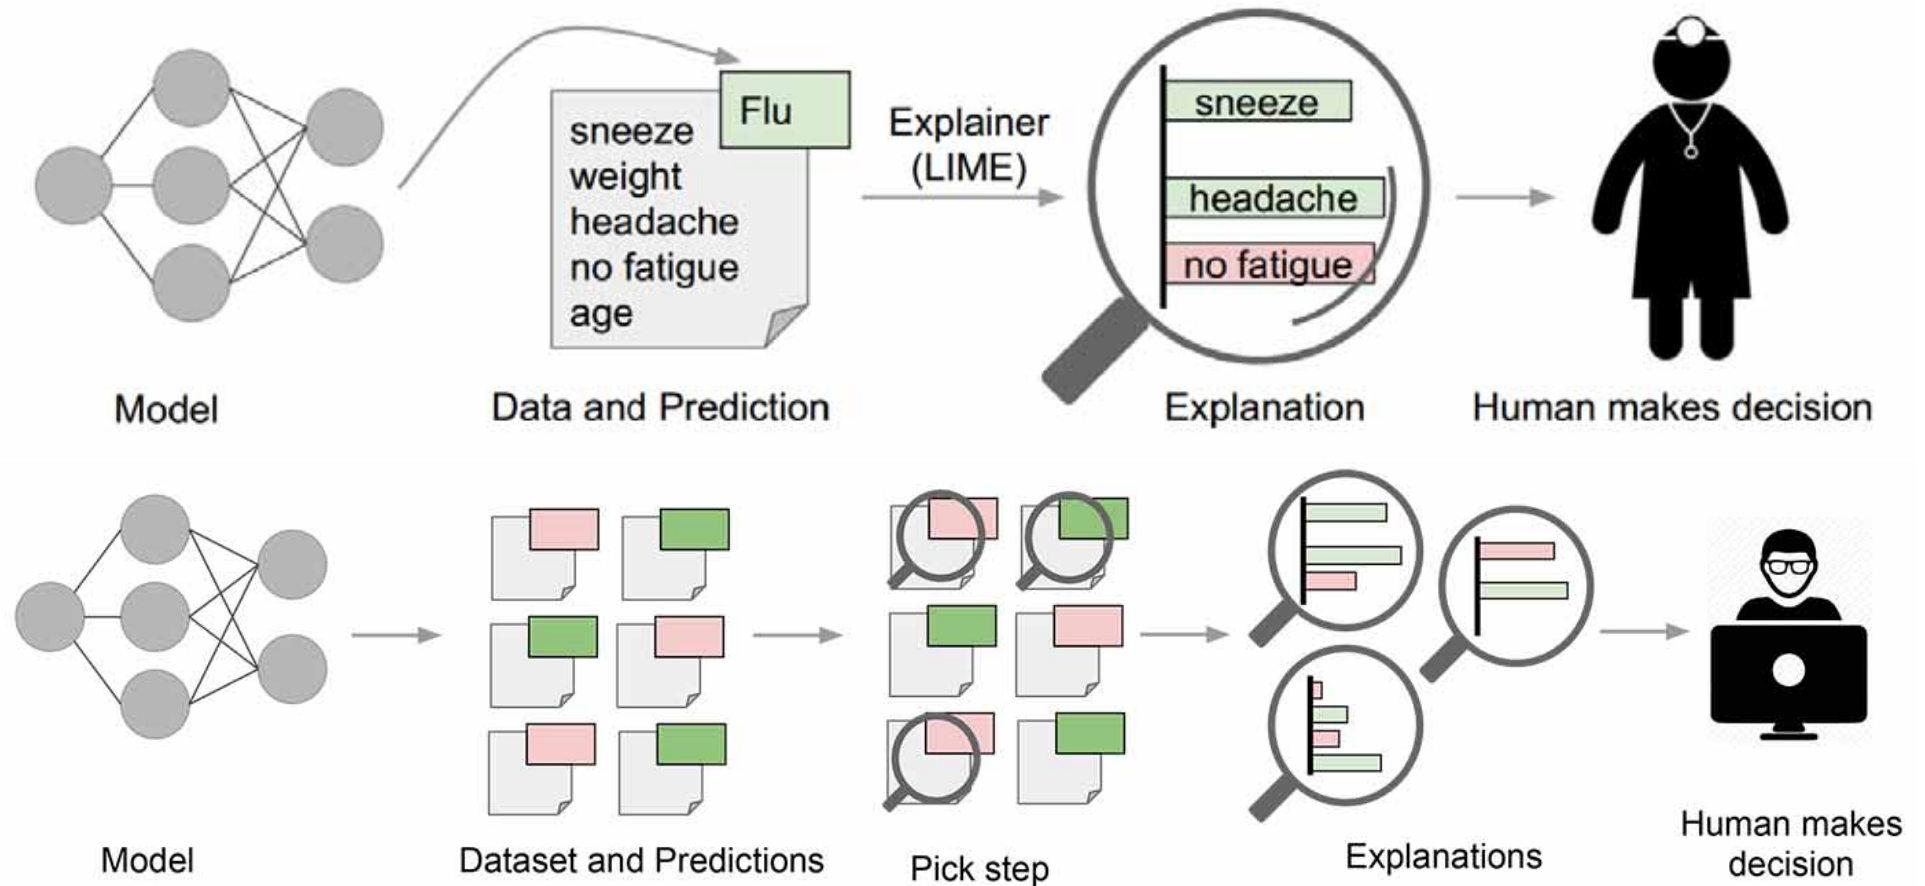 Flu
sneeze
weight
headache
no fatigue
age
Explainer
(LIME)
sneeze
headache
no fatigue
Model
Data and Prediction
Explanation
Human makes decision
Model
Dataset and Predictions
Pick step
Explanations
Human makes
decision